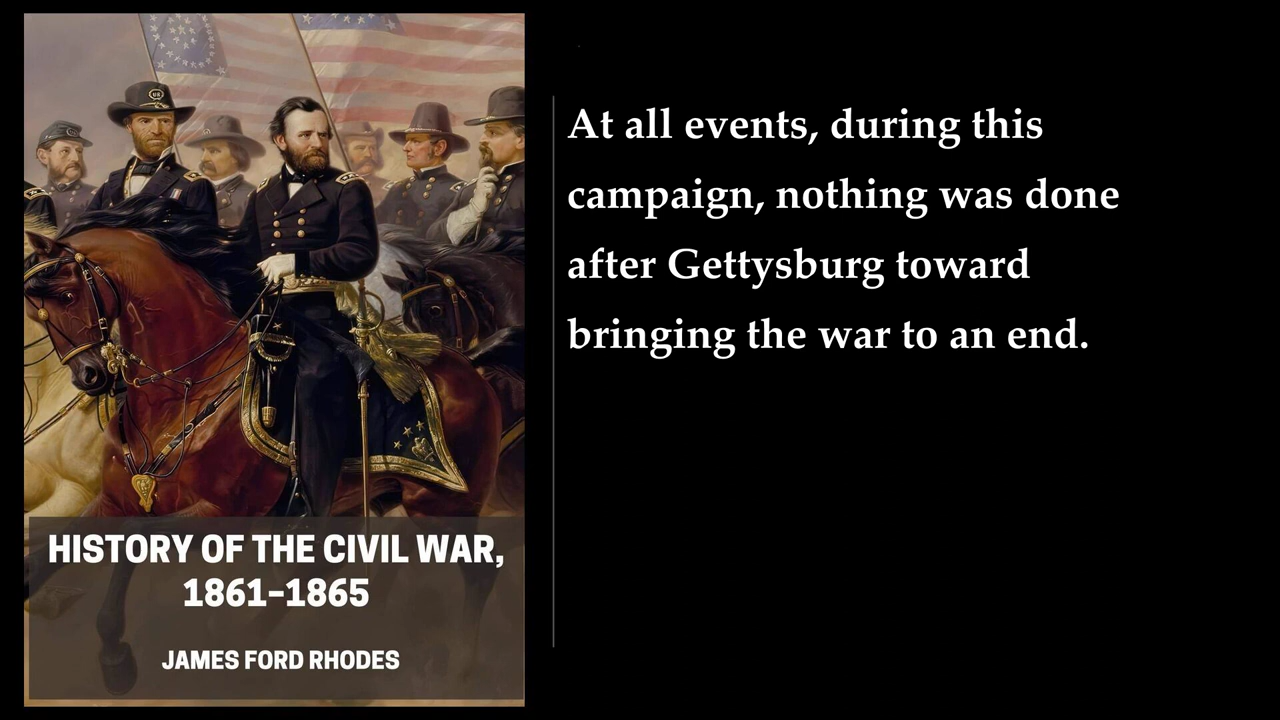 At all events, during this
campaign, nothing was done
after Gettysburg toward
bringing the war to an end.
HISTORY OF THE CIVIL WAR,
1861–1865
JAMES FORD RHODES